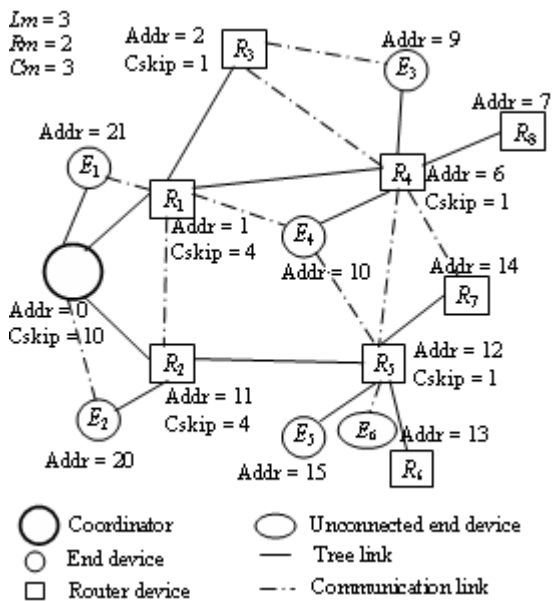 Lm = 3
Rm = 2
Cm = 3
Addr = 2
Cskip = 1
R3
Addr = 9
E3
Addr = 7
R8
Addr = 21
E1
R1
Addr = 1
Cskip = 4
R4
Addr = 6
Cskip = 1
E4
Addr = 10
Addr = 14
R7
Addr = 0
Cskip = 10
R2
Addr = 11
Cskip = 4
R5
Addr = 12
Cskip = 1
E2
Addr = 20
E5
Addr = 15
E6
Addr = 13
R6
Coordinator
Unconnected end device
End device
Tree link
Router device
Communication link